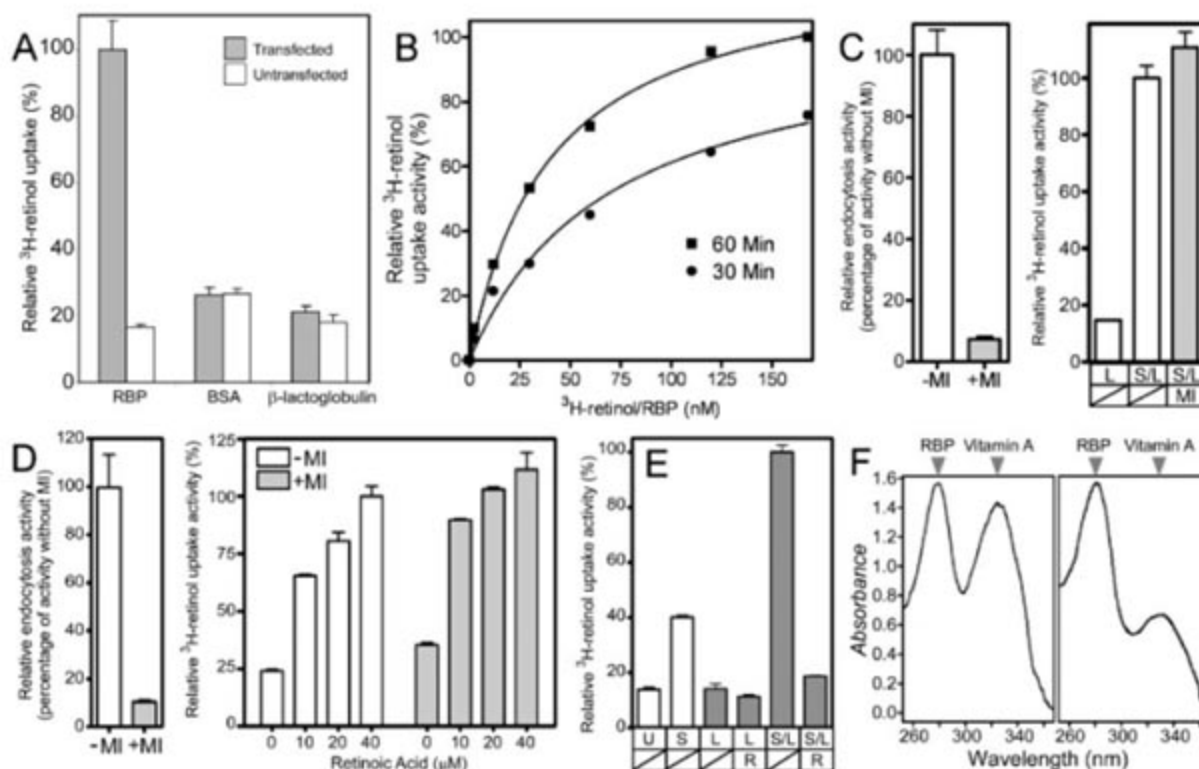 A
Relative ³H-retinol uptake (%)
100
80
60
40
20
0
Transfected
Untransfected
RBP BSA β-lactoglobulin
B
Relative ³H-retinol
uptake activity (%)
100
80
60
40
20
0
60 Min
30 Min
0 25 50 75 100 125 150
³H-retinol/RBP (nM)
C
Relative endocytosis activity
(percentage of activity without MI)
100
80
60
40
20
0
-MI +MI
Relative ³H-retinol uptake activity (%)
100
80
60
40
20
0
L S/L S/L
MI
D
Relative endocytosis activity
(percentage of activity without MI)
120
100
80
60
40
20
0
-MI +MI
Relative ³H-retinol uptake activity (%)
125
100
75
50
25
0
-MI
+MI
0 10 20 40 0 10 20 40
Retinoic Acid (μM)
E
Relative ³H-retinol uptake activity (%)
100
80
60
40
20
0
U S L L S/L S/L
R R
F
RBP Vitamin A RBP Vitamin A
Absorbance
1.6
1.4
1.2
1.0
0.8
0.6
0.4
0.2
0.0
260 300 340 260 300 340
Wavelength (nm)